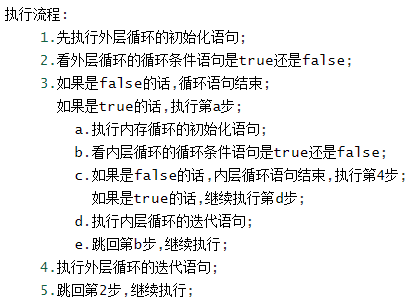 执行流程:
1.先执行外层循环的初始化语句;
2.看外层循环的循环条件语句是true还是false;
3.如果是false的话,循环语句结束;
如果是true的话,执行第a步;
a.执行内存循环的初始化语句;
b.看内层循环的循环条件语句是true还是false;
c.如果是false的话,内层循环语句结束,执行第4步;
如果是true的话,继续执行第d步;
d.执行内层循环的迭代语句;
e.跳回第b步,继续执行;
4.执行外层循环的迭代语句;
5.跳回第2步,继续执行;